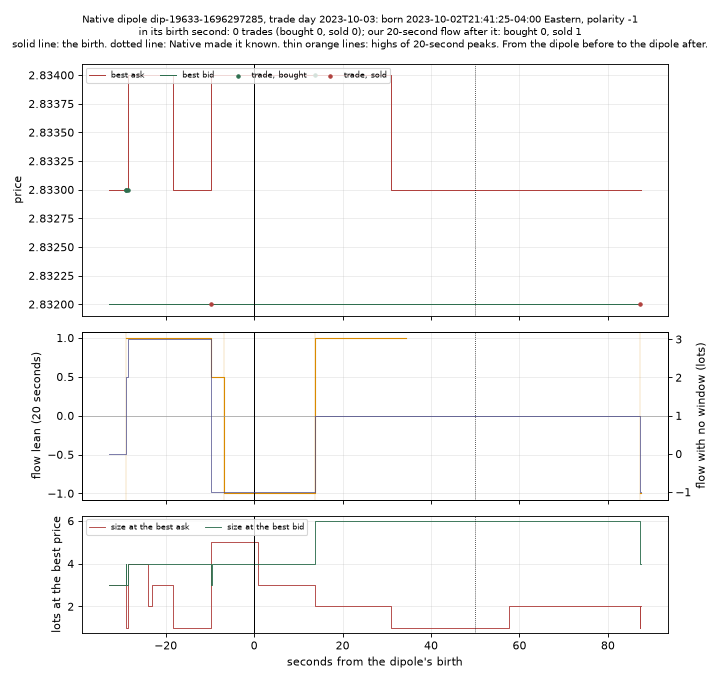 Native dipole dip-19633-1696297285, trade day 2023-10-03: born 2023-10-02T21:41:25-04:00 Eastern, polarity -1
in its birth second: 0 trades (bought 0, sold 0); our 20-second flow after it: bought 0, sold 1
solid line: the birth. dotted line: Native made it known. thin orange lines: highs of 20-second peaks. From the dipole before to the dipole after.
best ask best bid trade, bought trade, sold
2.83400
2.83375
2.83350
2.83325
2.83300
2.83275
2.83250
2.83225
2.83200
price
1.0
0.5
0.0
−0.5
−1.0
flow lean (20 seconds)
3
2
1
0
−1
flow with no window (lots)
size at the best ask size at the best bid
6
4
2
lots at the best price
−20 0 20 40 60 80
seconds from the dipole's birth